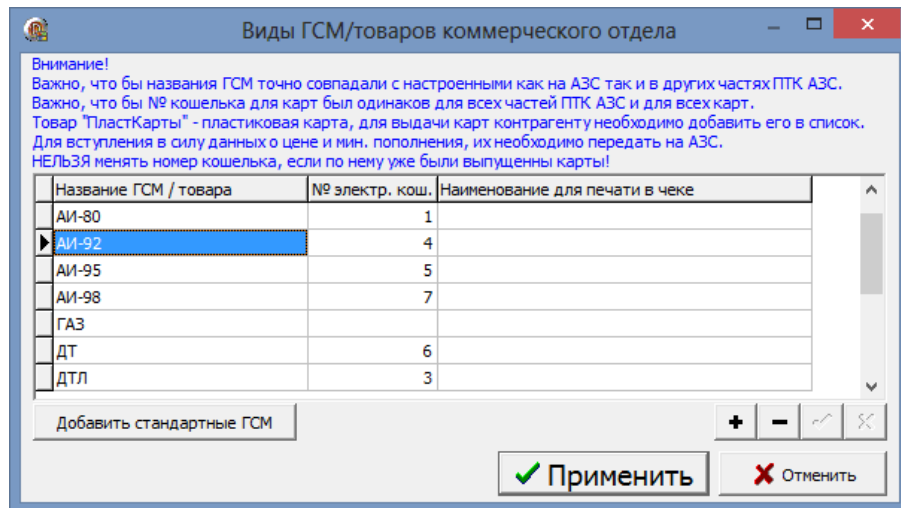 Виды ГСМ/товаров коммерческого отдела
Внимание!
Важно, что бы названия ГСМ точно совпадали с настроенными как на АЗС так и в других частях ПТК АЗС.
Важно, что бы № кошелька для карт был одинаков для всех частей ПТК АЗС и для всех карт.
Товар "ПластКарты" - пластиковая карта, для выдачи карт контрагенту необходимо добавить его в список.
Для вступления в силу данных о цене и мин. пополнения, их необходимо передать на АЗС.
НЕЛЬЗЯ менять номер кошелька, если по нему уже были выпущенны карты!
Название ГСМ / товара № электр. кош. Наименование для печати в чеке
АИ-80 1
АИ-92 4
АИ-95 5
АИ-98 7
ГАЗ
ДТ 6
ДТЛ 3
Добавить стандартные ГСМ
Применить Отменить